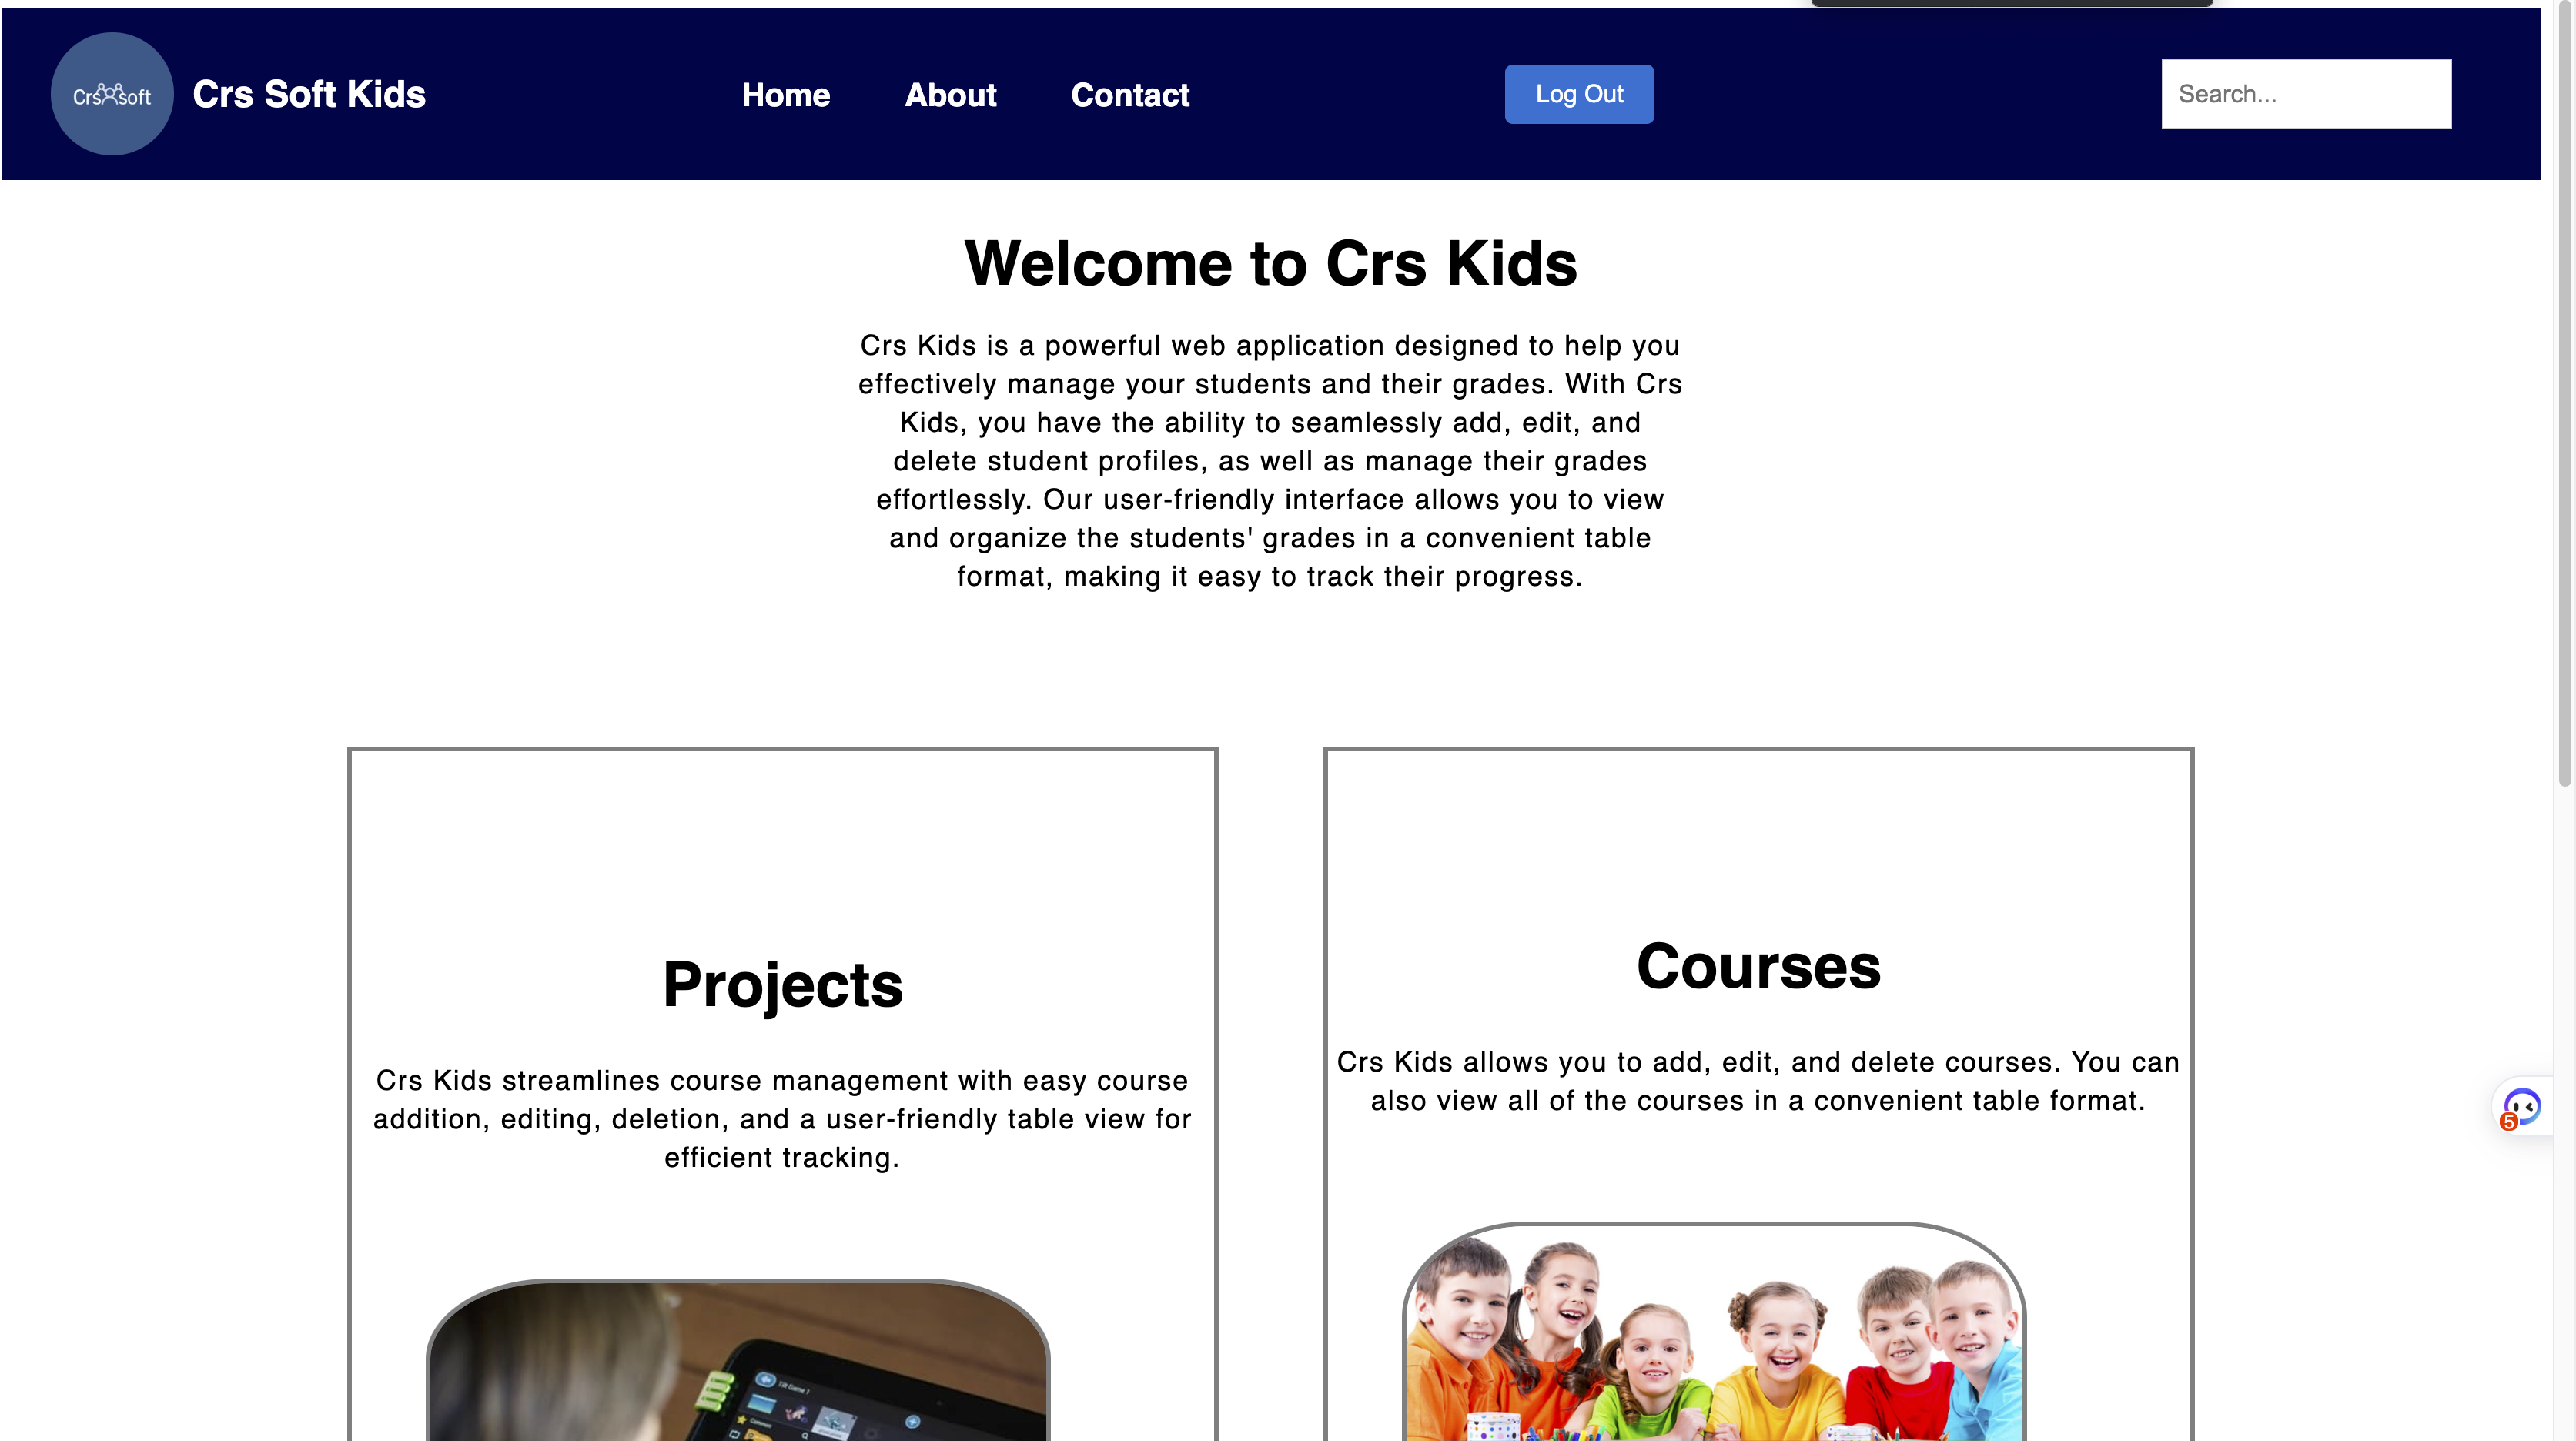 Crs soft
Crs Soft Kids
Home
About
Contact
Log Out
Search...
Welcome to Crs Kids
Crs Kids is a powerful web application designed to help you
effectively manage your students and their grades. With Crs
Kids, you have the ability to seamlessly add, edit, and
delete student profiles, as well as manage their grades
effortlessly. Our user-friendly interface allows you to view
and organize the students' grades in a convenient table
format, making it easy to track their progress.
Projects
Crs Kids streamlines course management with easy course
addition, editing, deletion, and a user-friendly table view for
efficient tracking.
Tilt Game 1
Courses
Crs Kids allows you to add, edit, and delete courses. You can
also view all of the courses in a convenient table format.
5